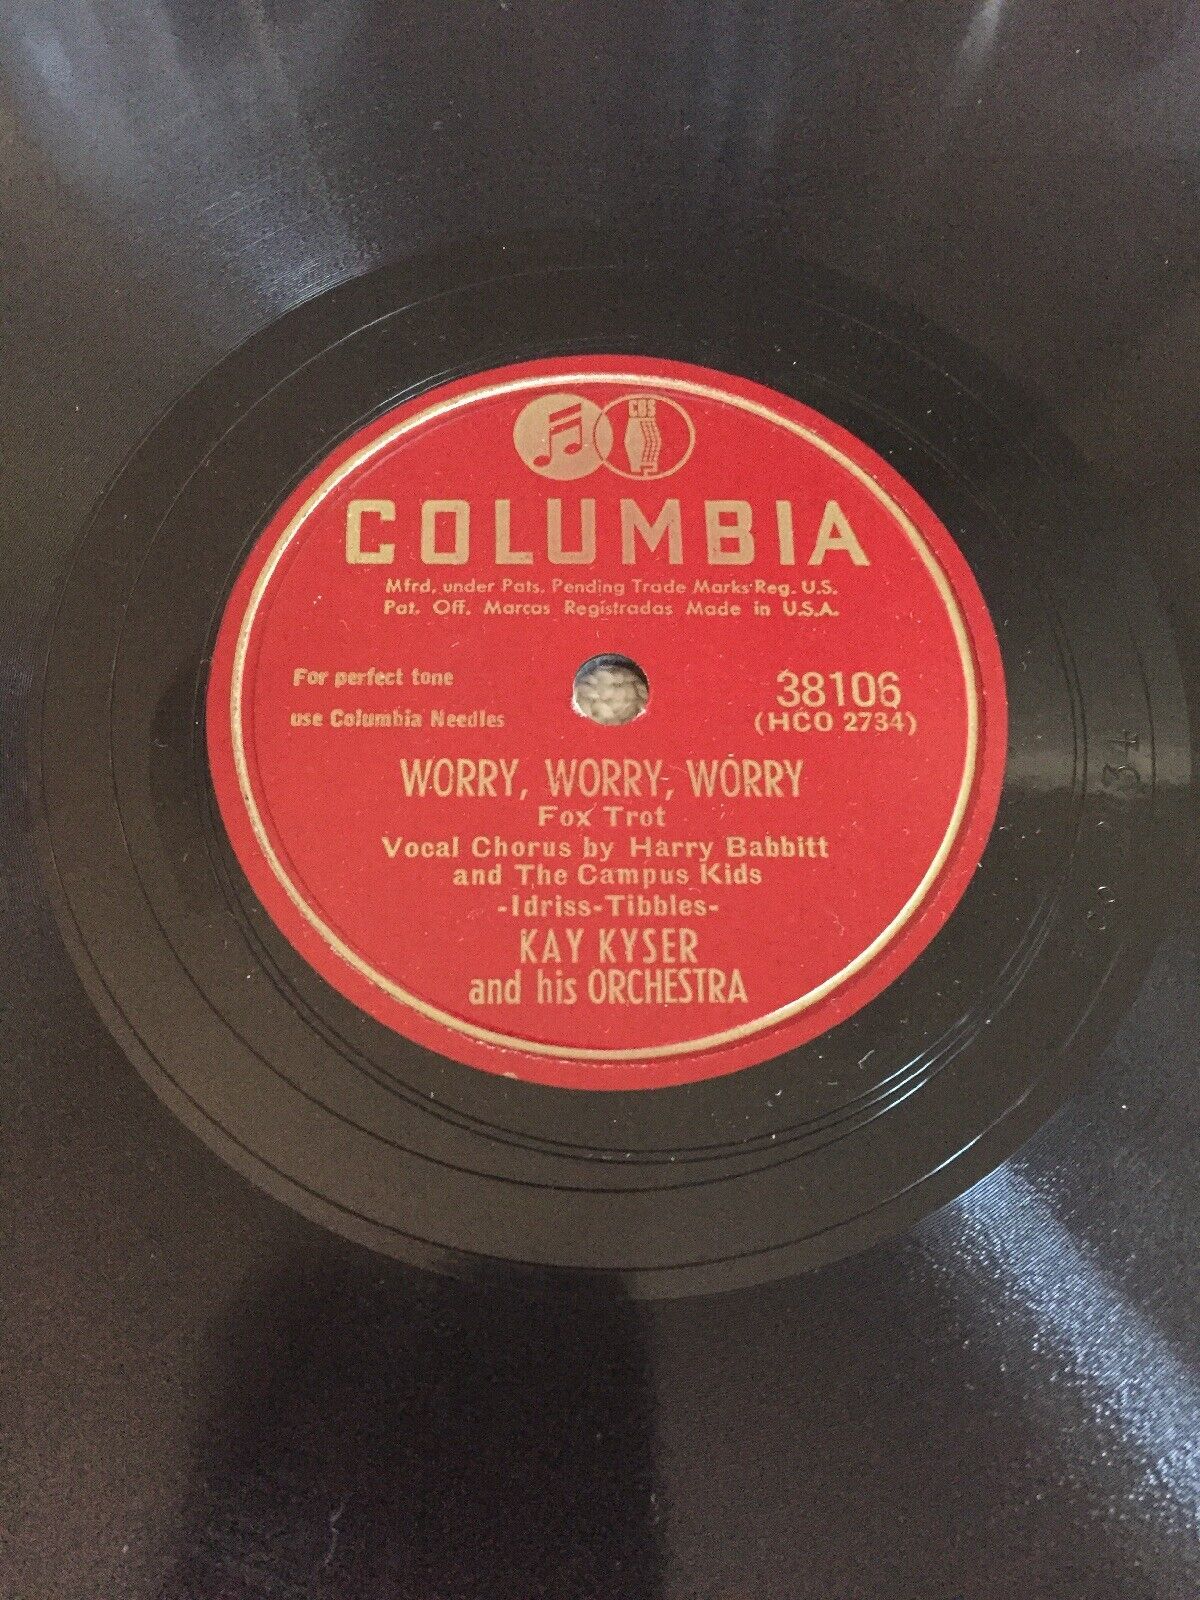 CBS
COLUMBIA
Mfrd. under Pats. Pending Trade Marks Reg. U.S.
Pat. Off. Marcas Registradas Made in U.S.A.
For perfect tone
use Columbia Needles
38106
(HCO 2734)
WORRY, WORRY, WORRY
Fox Trot
Vocal Chorus by Harry Babbitt
and The Campus Kids
-Idriss-Tibbles-
KAY KYSER
and his ORCHESTRA